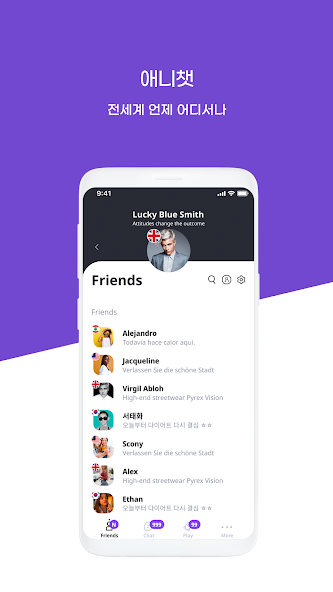 애니챗
전세계 언제 어디서나
9:41
Lucky Blue Smith
Attitudes change the outcome
Friends
Friends
Alejandro
Todavía hace calor aquí.
Jacqueline
Verlassen Sie die schöne Stadt
Virgil Abloh
High-end streetwear Pyrex Vision
서태화
오늘부터 다이어트 다시 결심 ㅎㅎ
Scony
Verlassen Sie die schöne Stadt
Alex
High-end streetwear Pyrex Vision
Ethan
오늘부터 다이어트 다시 결심 ㅎㅎ
N
999
99
Friends
Chat
Play
More